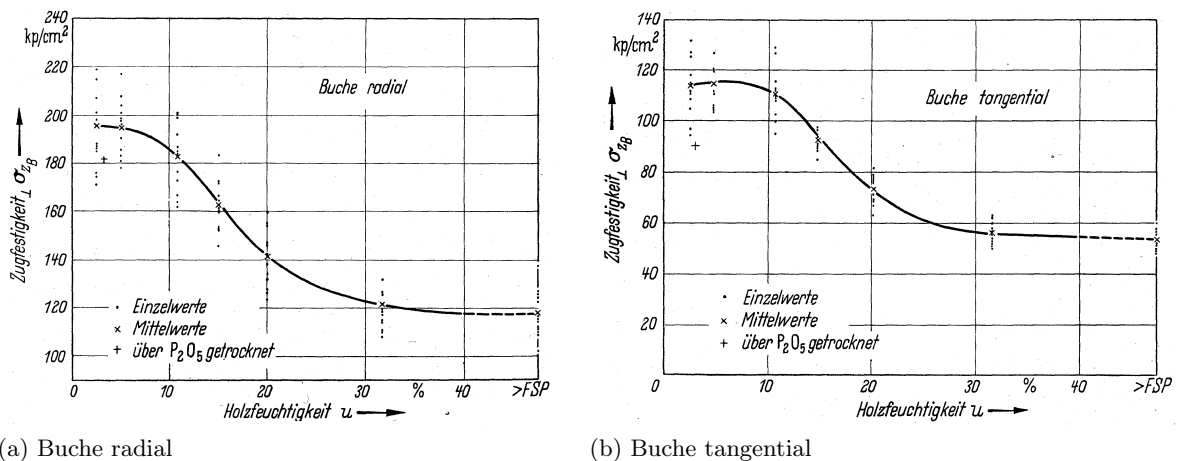 240
kp/cm²
220
200
180
160
140
120
100
Zugfestigkeit⊥ σzB
Buche radial
· Einzelwerte
× Mittelwerte
+ über P₂O₅ getrocknet
0 10 20 30 % 40 >FSP
Holzfeuchtigkeit u
(a) Buche radial
140
kp/cm²
120
100
80
60
40
20
Zugfestigkeit⊥ σzB
Buche tangential
· Einzelwerte
× Mittelwerte
+ über P₂O₅ getrocknet
0 10 20 30 % 40 >FSP
Holzfeuchtigkeit u
(b) Buche tangential